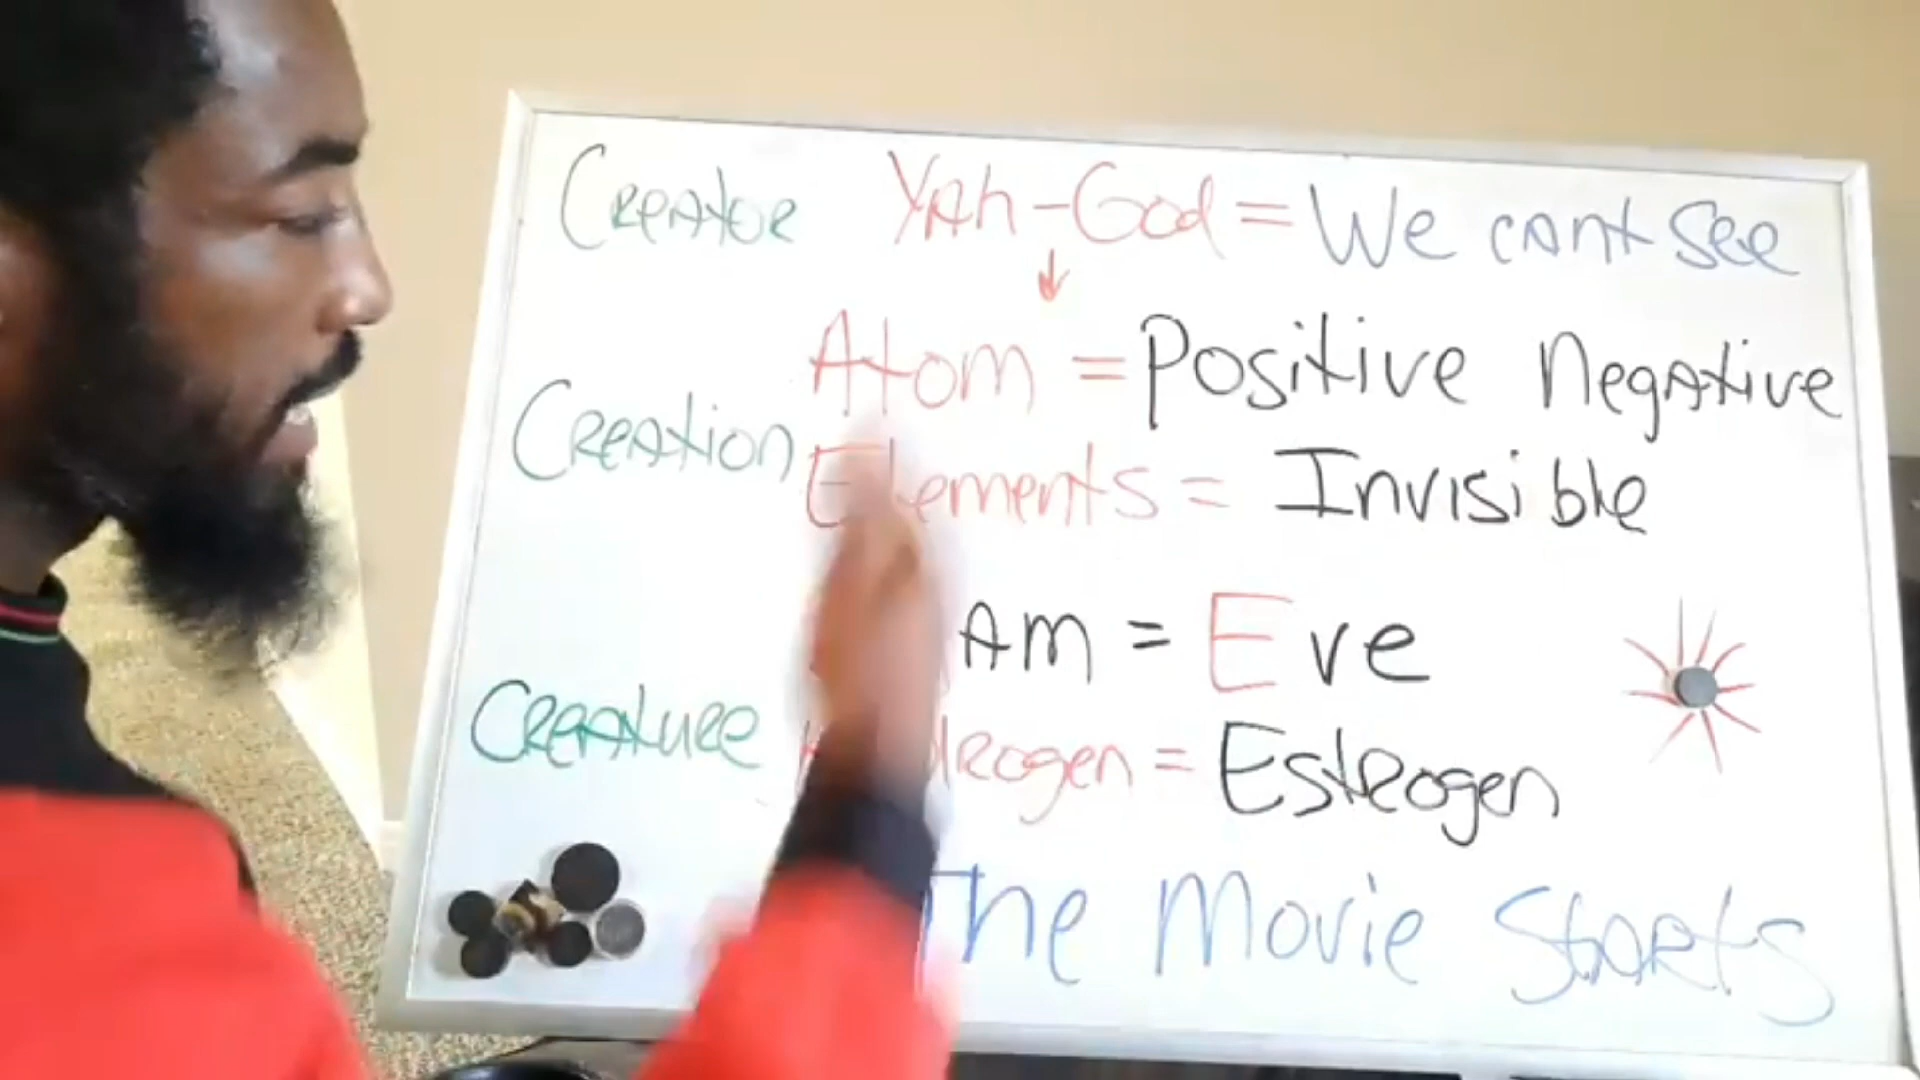 Creator Yah-God = We cant see
Atom = Positive Negative
Creation
Elements = Invisible
Am = Eve
Creature
= Estrogen
The Movie Starts